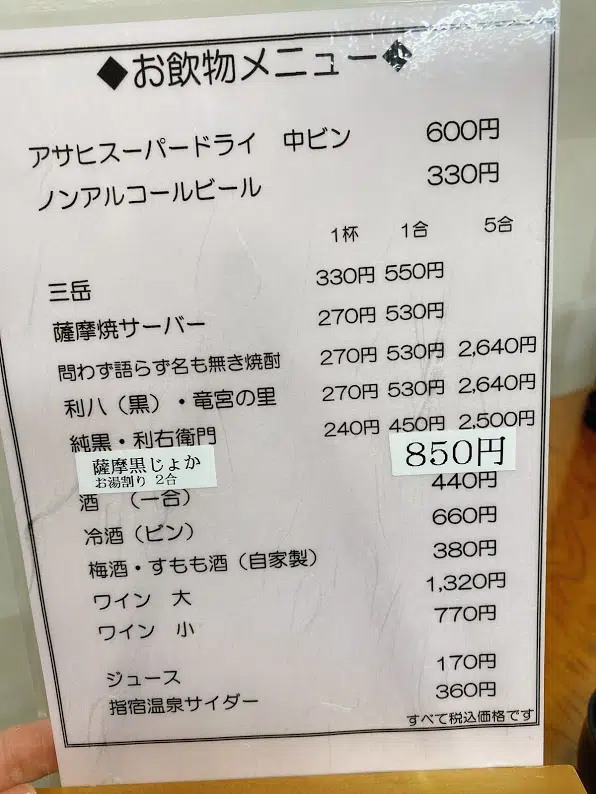 ◆お飲物メニュー◆
アサヒスーパードライ 中ビン 600円
ノンアルコールビール 330円
1杯 1合 5合
三岳 330円 550円
薩摩焼サーバー 270円 530円
問わず語らず名も無き焼酎 270円 530円 2,640円
利八（黒）・竜宮の里 270円 530円 2,640円
純黒・利右衛門 240円 450円 2,500円
薩摩黒じょか 850円
お湯割り 2合
酒 （一合） 440円
冷酒（ビン） 660円
梅酒・すもも酒（自家製） 380円
ワイン 大 1,320円
ワイン 小 770円
ジュース 170円
指宿温泉サイダー 360円
すべて税込価格です